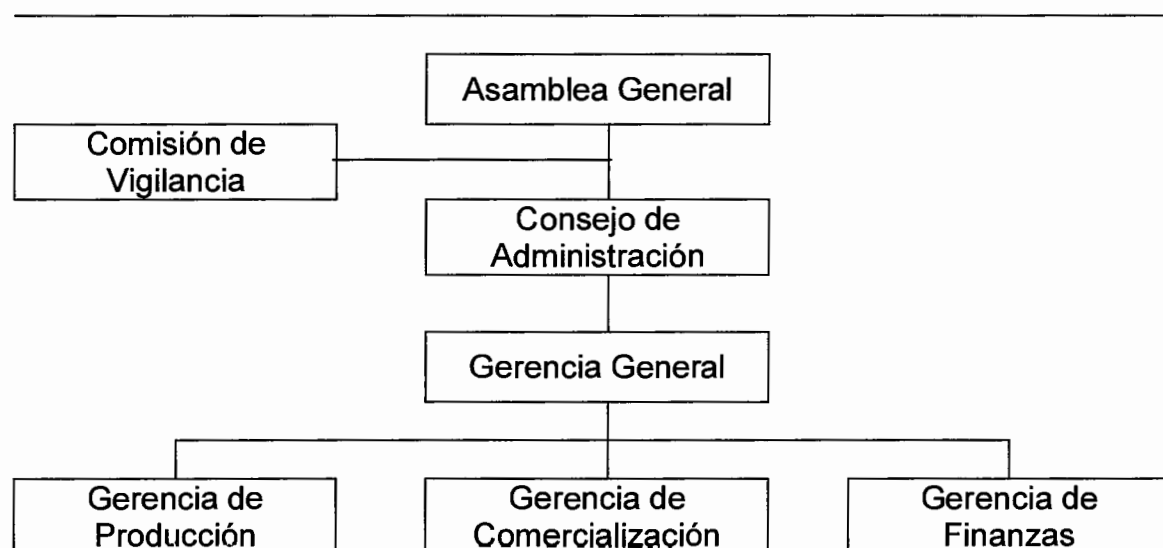 Asamblea General
Comisión de
Vigilancia
Consejo de
Administración
Gerencia General
Gerencia de
Producción
Gerencia de
Comercialización
Gerencia de
Finanzas